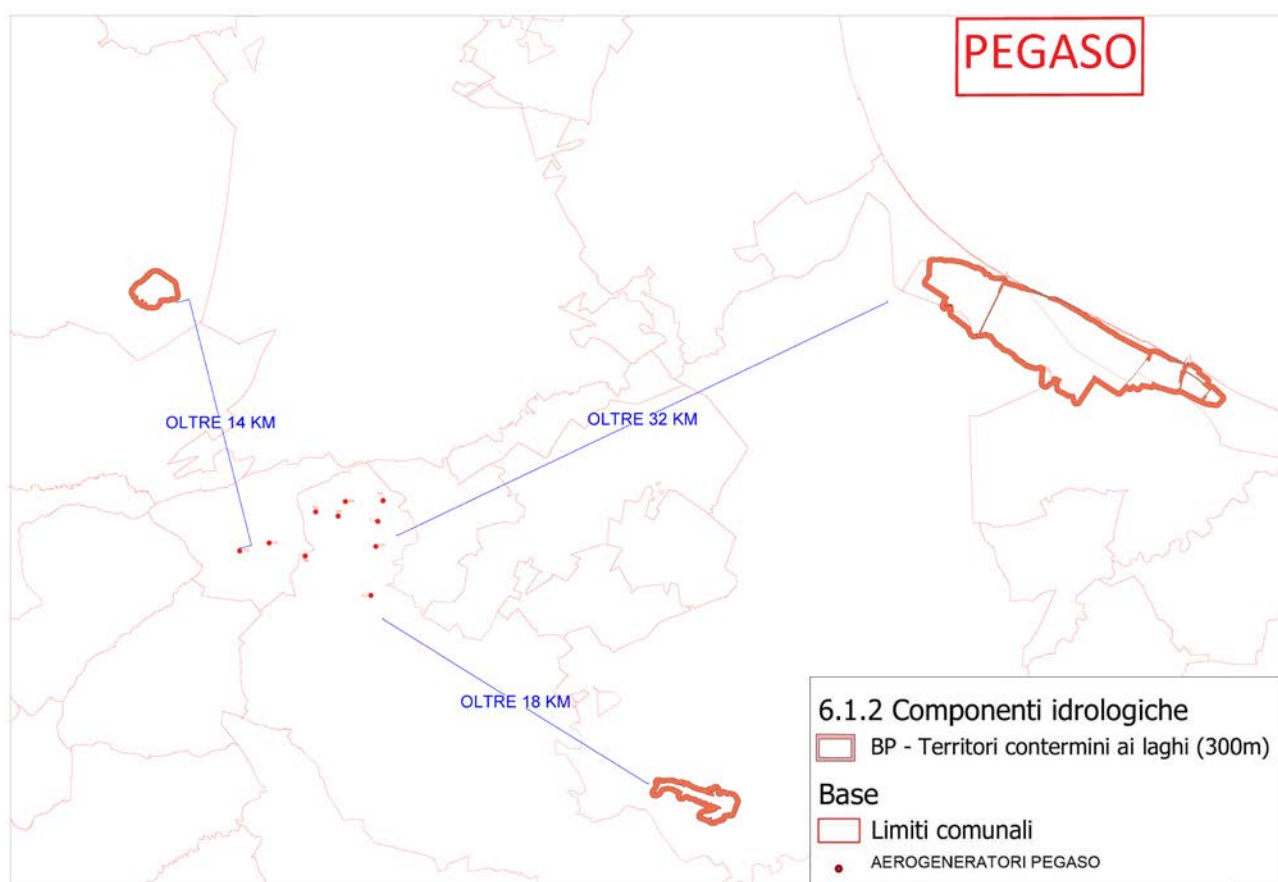 PEGASO
OLTRE 14 KM
OLTRE 32 KM
OLTRE 18 KM
6.1.2 Componenti idrologiche
BP - Territori contermini ai laghi (300m)
Base
Limiti comunali
AEROGENERATORI PEGASO